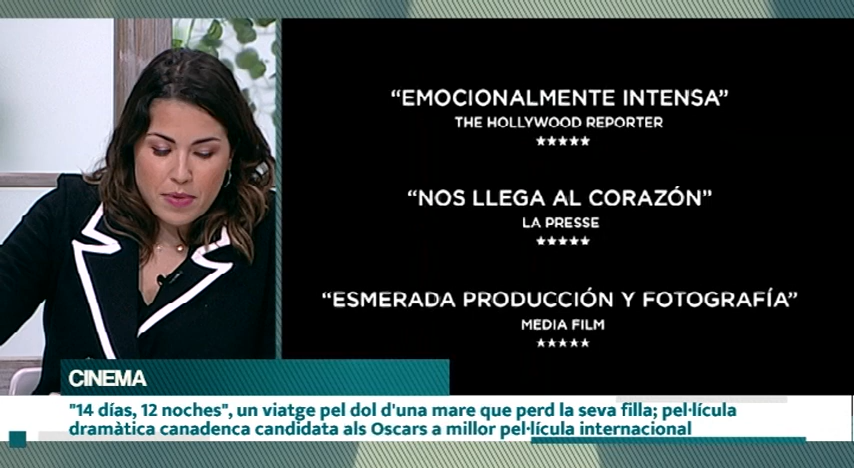 “EMOCIONALMENTE INTENSA”
THE HOLLYWOOD REPORTER
“NOS LLEGA AL CORAZÓN”
LA PRESSE
“ESMERADA PRODUCCIÓN Y FOTOGRAFÍA”
MEDIA FILM
CINEMA
"14 días, 12 noches", un viatge pel dol d'una mare que perd la seva filla; pel·lícula
dramàtica canadenca candidata als Oscars a millor pel·lícula internacional